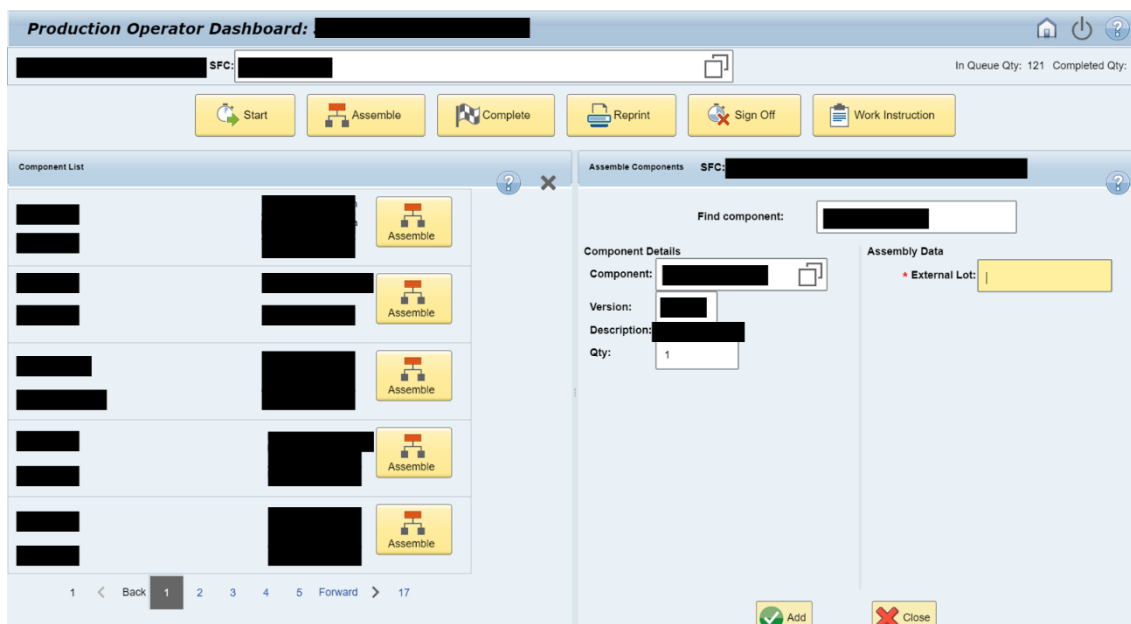 Production Operator Dashboard:
SFC:
In Queue Qty: 121 Completed Qty:
Start
Assemble
Complete
Reprint
Sign Off
Work Instruction
Component List
?
Assemble
Assemble
Assemble
Assemble
Assemble
1 < Back 1 2 3 4 5 Forward > 17
Assemble Components SFC:
?
Find component:
Component Details
Component:
Version:
Description:
Qty: 1
Assembly Data
* External Lot:
Add
Close